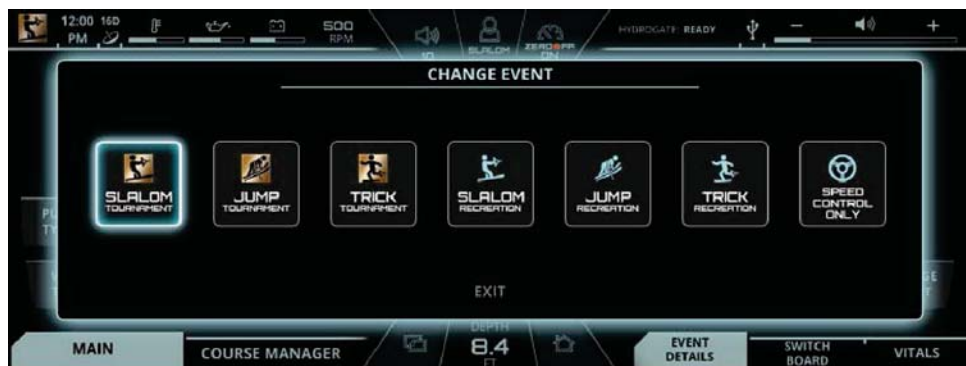 12:00 16D
PM
500
RPM
10
SLALOM
ZERO OFF
ON
HYDROGATE: READY
CHANGE EVENT
SLALOM
TOURNAMENT
JUMP
TOURNAMENT
TRICK
TOURNAMENT
SLALOM
RECREATION
JUMP
RECREATION
TRICK
RECREATION
SPEED
CONTROL
ONLY
EXIT
MAIN
COURSE MANAGER
DEPTH
8.4
FT
EVENT
DETAILS
SWITCH
BOARD
VITALS